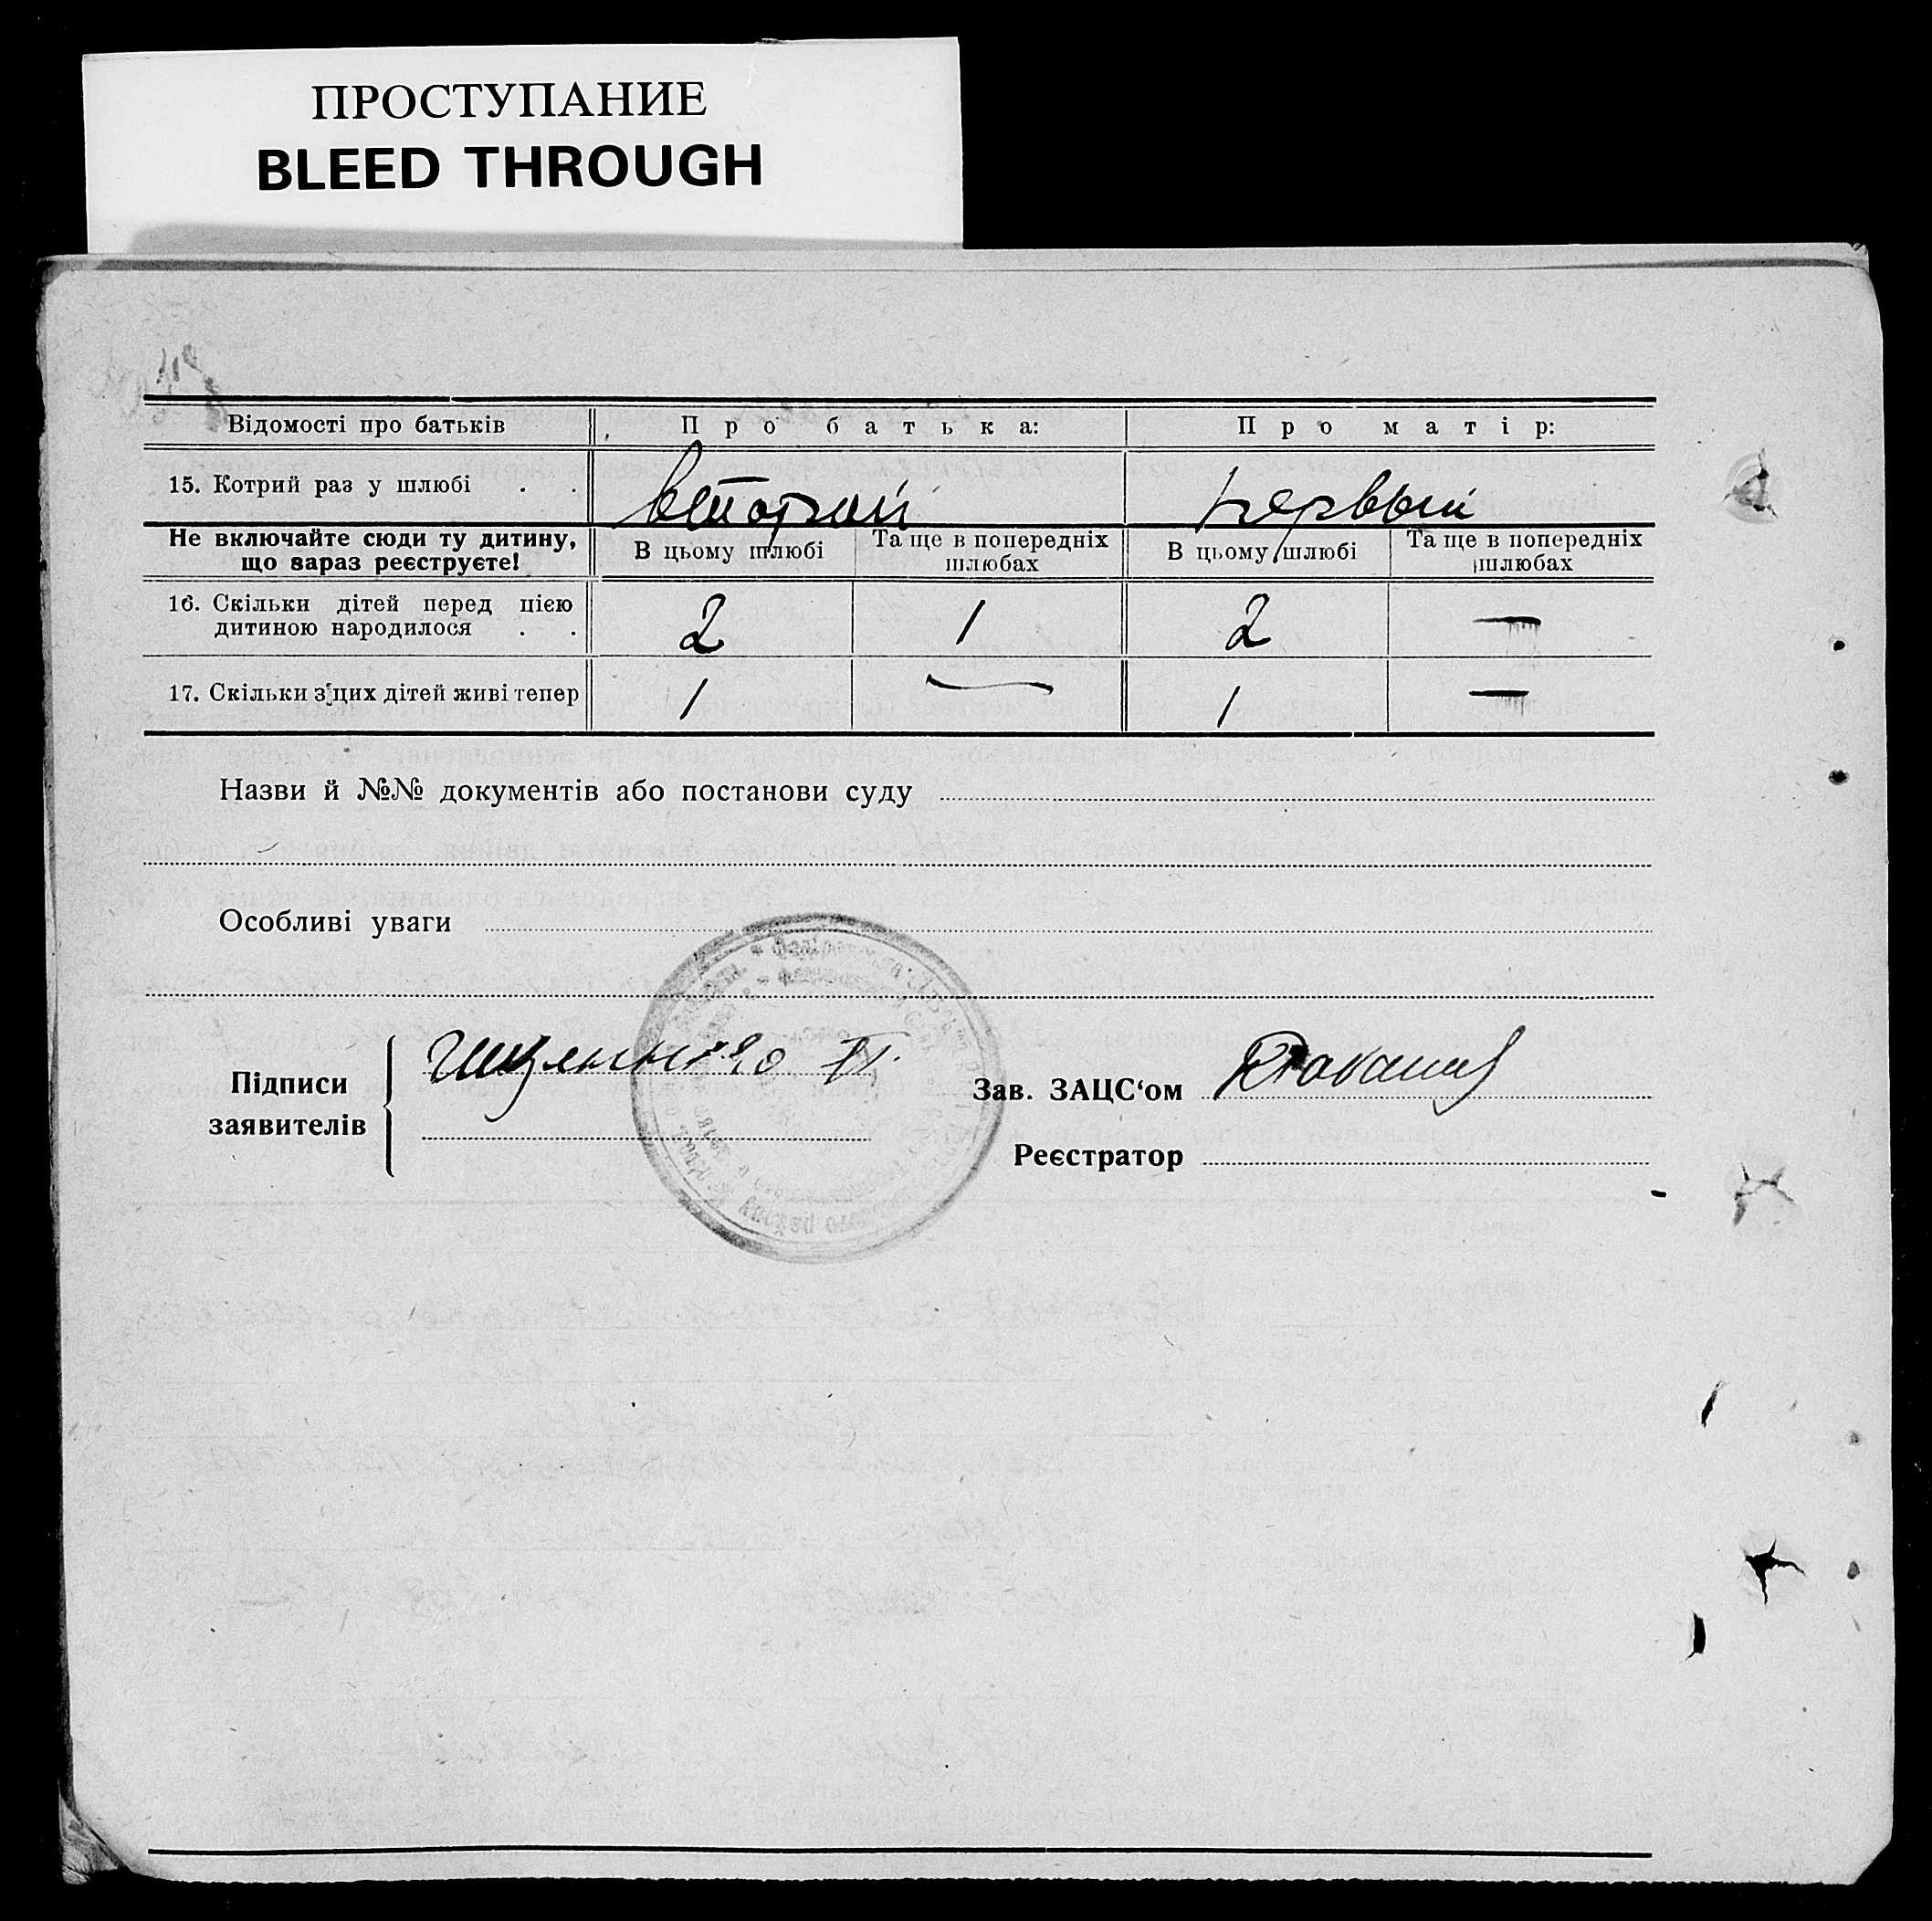 ПРОСТУПАНИЕ
BLEED THROUGH
Відомості про батьків Про батька: Про матір:
15. Котрий раз у шлюбі . . второй первый
Не включайте сюди ту дитину, що зараз реєструєте! В цьому шлюбі Та ще в попередніх шлюбах В цьому шлюбі Та ще в попередніх шлюбах
16. Скільки дітей перед цією
дитиною народилося . . 2 1 2 —
17. Скільки з цих дітей живі тепер 1 — 1 —
Назви й №№ документів або постанови суду
Особливі уваги
Підписи
заявителів
Зав. ЗАЦС‘ом
Реєстратор